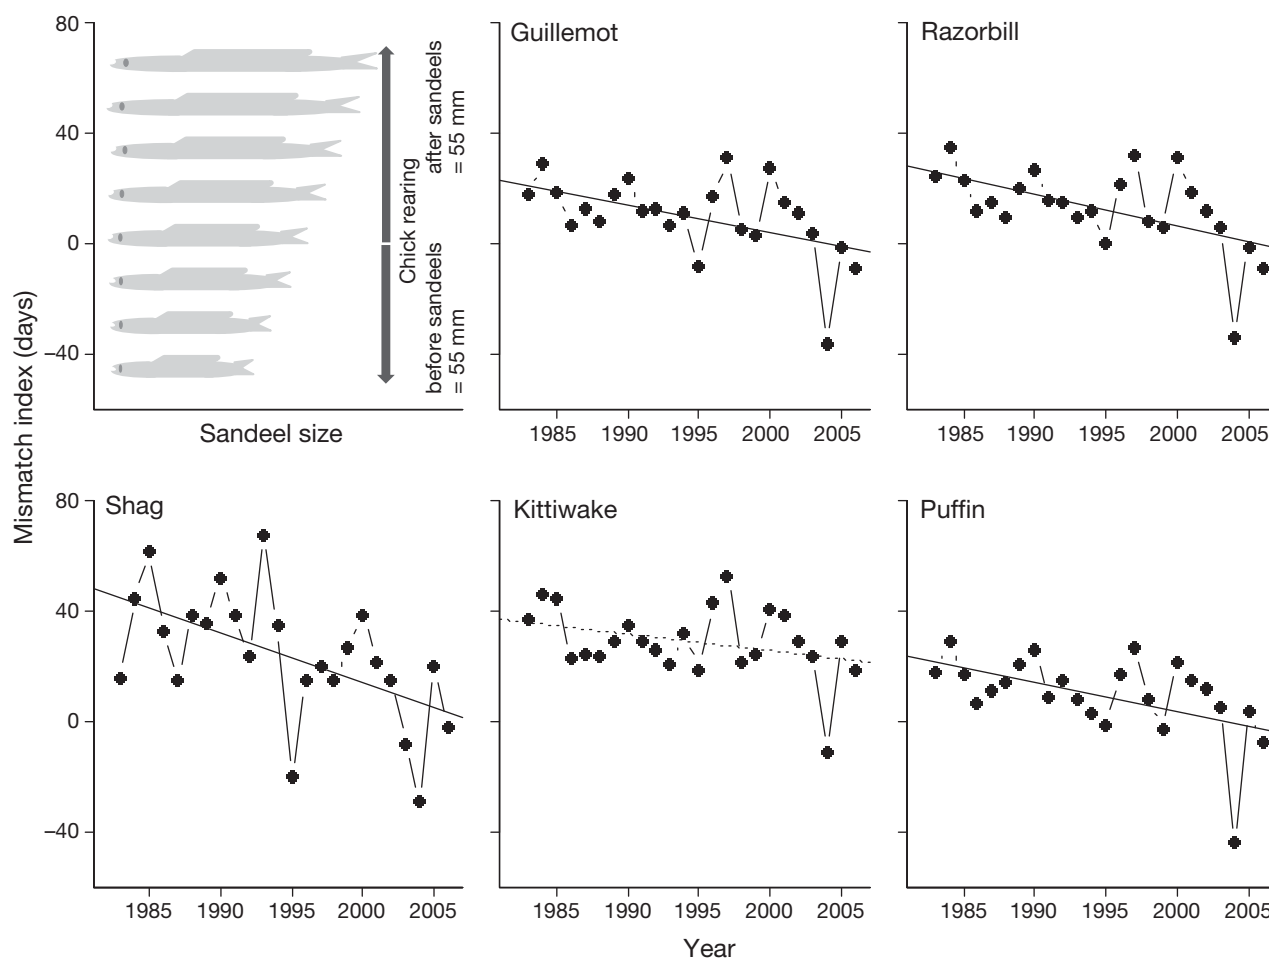 Mismatch index (days)
80
40
0
–40
Chick rearing
after sandeels
= 55 mm
before sandeels
= 55 mm
Sandeel size
Guillemot
1985 1990 1995 2000 2005
Razorbill
1985 1990 1995 2000 2005
Shag
80
40
0
–40
1985 1990 1995 2000 2005
Kittiwake
1985 1990 1995 2000 2005
Puffin
1985 1990 1995 2000 2005
Year